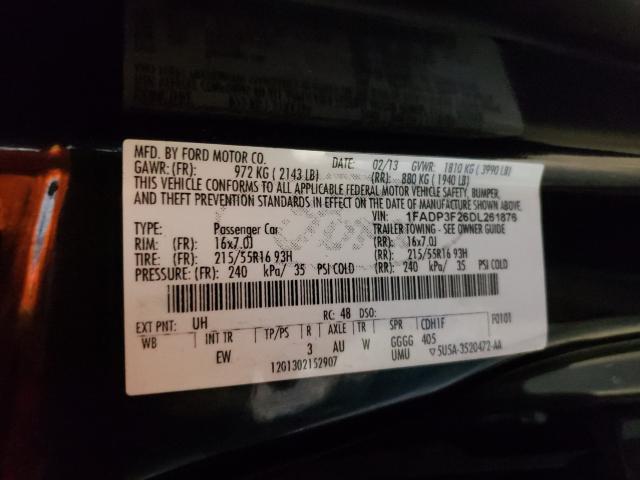 MFD. BY FORD MOTOR CO. DATE: 02/13 GVWR: 1810 KG ( 3990 LB)
GAWR: (FR): 972 KG ( 2143 LB) (RR): 880 KG ( 1940 LB)
THIS VEHICLE CONFORMS TO ALL APPLICABLE FEDERAL MOTOR VEHICLE SAFETY, BUMPER,
AND THEFT PREVENTION STANDARDS IN EFFECT ON THE DATE OF MANUFACTURE SHOWN ABOVE.
VIN: 1FADP3F26DL261876
TYPE: Passenger Car TRAILER TOWING - SEE OWNER GUIDE
RIM: (FR): 16x7.0J (RR): 16x7.0J
TIRE: (FR): 215/55R16 93H (RR): 215/55R16 93H
PRESSURE: (FR): 240 kPa/ 35 PSI COLD (RR): 240 kPa/ 35 PSI COLD
EXT PNT: UH RC: 48 DSO: F0101
WB INT TR TP/PS R AXLE TR SPR CDH1F
EW 3 AU W GGGG 405
1201302152907 UMU 5U5A-3520472-AA